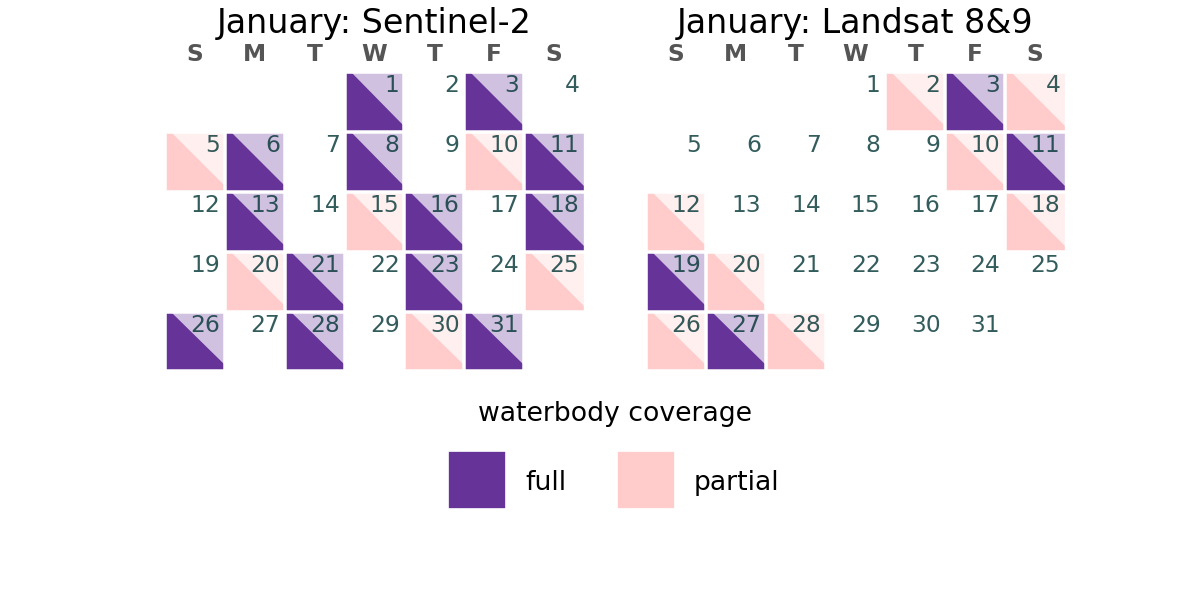 January: Sentinel-2
S M T W T F S
1 2 3 4
5 6 7 8 9 10 11
12 13 14 15 16 17 18
19 20 21 22 23 24 25
26 27 28 29 30 31
January: Landsat 8&9
S M T W T F S
1 2 3 4
5 6 7 8 9 10 11
12 13 14 15 16 17 18
19 20 21 22 23 24 25
26 27 28 29 30 31
waterbody coverage
full partial